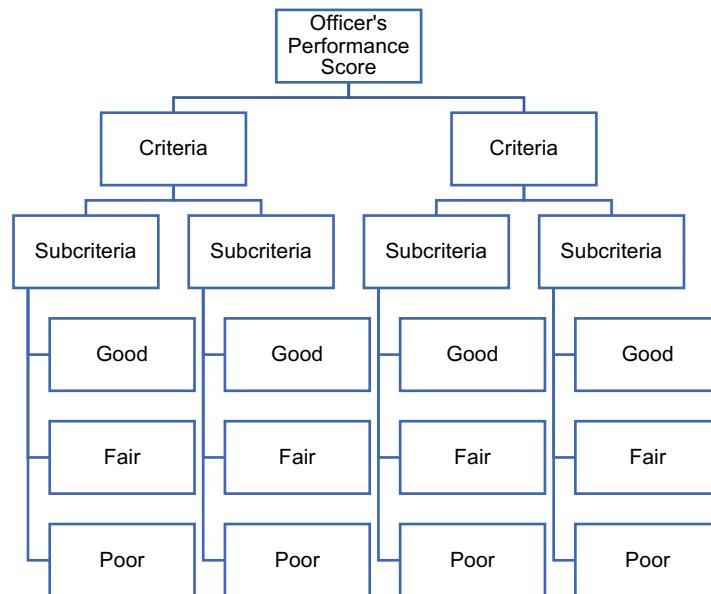 Officer's
Performance
Score
Criteria
Criteria
Subcriteria
Subcriteria
Subcriteria
Subcriteria
Good
Good
Good
Good
Fair
Fair
Fair
Fair
Poor
Poor
Poor
Poor